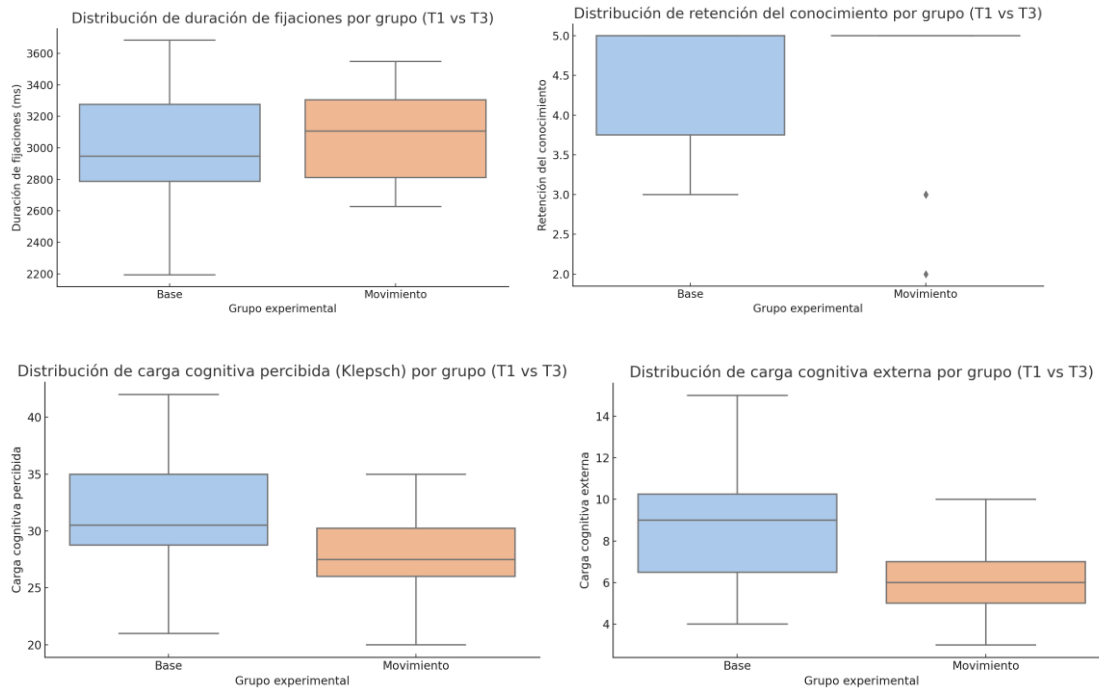 Distribución de duración de fijaciones por grupo (T1 vs T3)
Duración de fijaciones (ms)
3600
3400
3200
3000
2800
2600
2400
2200
Base
Movimiento
Grupo experimental
Distribución de retención del conocimiento por grupo (T1 vs T3)
Retención del conocimiento
5.0
4.5
4.0
3.5
3.0
2.5
2.0
Base
Movimiento
Grupo experimental
Distribución de carga cognitiva percibida (Klepsch) por grupo (T1 vs T3)
Carga cognitiva percibida
40
35
30
25
20
Base
Movimiento
Grupo experimental
Distribución de carga cognitiva externa por grupo (T1 vs T3)
Carga cognitiva externa
14
12
10
8
6
4
Base
Movimiento
Grupo experimental